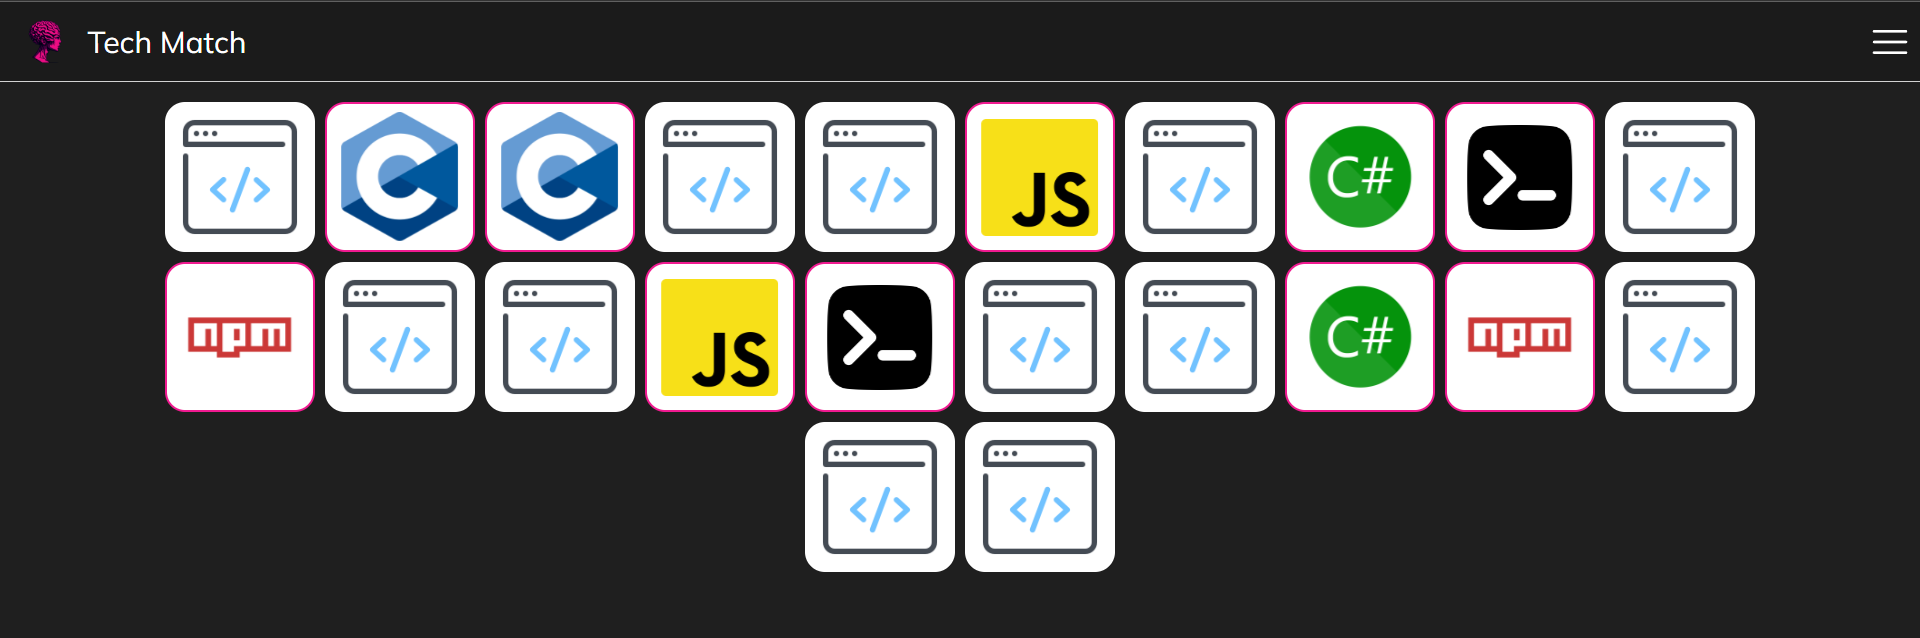 Tech Match
</> C C </> </> JS </> C# >_ </>
npm </> </> JS >_ </> </> C# npm </>
</> </>